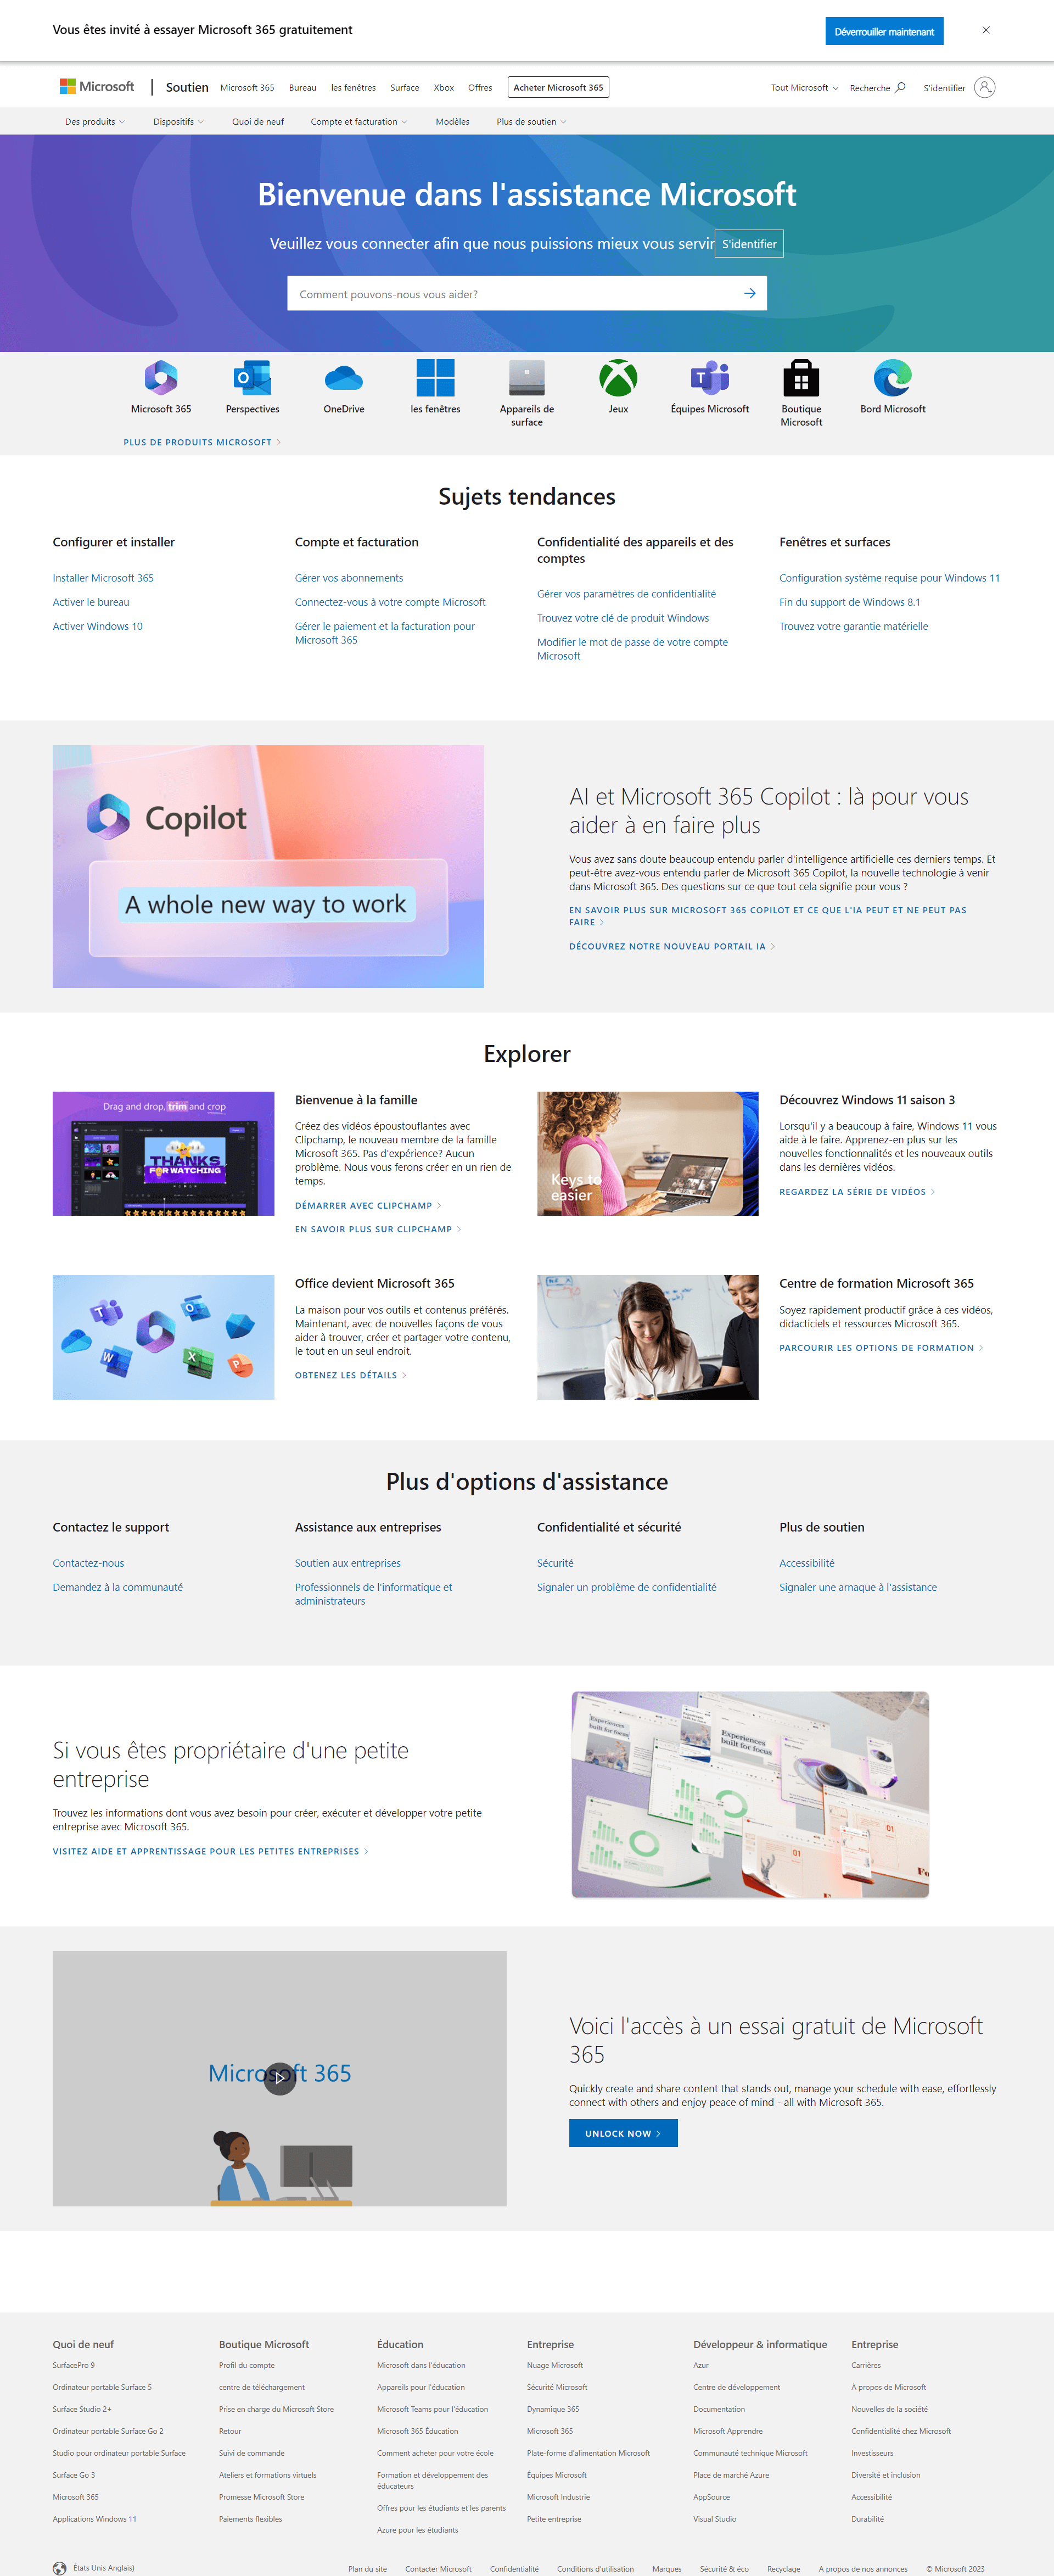 Vous êtes invité à essayer Microsoft 365 gratuitement
Déverrouiller maintenant
Microsoft
Soutien
Microsoft 365
Bureau
les fenêtres
Surface
Xbox
Offres
Acheter Microsoft 365
Tout Microsoft
Recherche
S'identifier
Des produits
Dispositifs
Quoi de neuf
Compte et facturation
Modèles
Plus de soutien
Bienvenue dans l'assistance Microsoft
Veuillez vous connecter afin que nous puissions mieux vous servir
S'identifier
Comment pouvons-nous vous aider?
Microsoft 365
Perspectives
OneDrive
les fenêtres
Appareils de
surface
Jeux
Équipes Microsoft
Boutique
Microsoft
Bord Microsoft
PLUS DE PRODUITS MICROSOFT
Sujets tendances
Configurer et installer
Installer Microsoft 365
Activer le bureau
Activer Windows 10
Compte et facturation
Gérer vos abonnements
Connectez-vous à votre compte Microsoft
Gérer le paiement et la facturation pour
Microsoft 365
Confidentialité des appareils et des
comptes
Gérer vos paramètres de confidentialité
Trouvez votre clé de produit Windows
Modifier le mot de passe de votre compte
Microsoft
Fenêtres et surfaces
Configuration système requise pour Windows 11
Fin du support de Windows 8.1
Trouvez votre garantie matérielle
Copilot
A whole new way to work
AI et Microsoft 365 Copilot : là pour vous
aider à en faire plus
Vous avez sans doute beaucoup entendu parler d'intelligence artificielle ces derniers temps. Et
peut-être avez-vous entendu parler de Microsoft 365 Copilot, la nouvelle technologie à venir
dans Microsoft 365. Des questions sur ce que tout cela signifie pour vous ?
EN SAVOIR PLUS SUR MICROSOFT 365 COPILOT ET CE QUE L'IA PEUT ET NE PEUT PAS
FAIRE
DÉCOUVREZ NOTRE NOUVEAU PORTAIL IA
Explorer
Drag and drop, trim and crop
THANKS
FOR WATCHING
Bienvenue à la famille
Créez des vidéos époustouflantes avec
Clipchamp, le nouveau membre de la famille
Microsoft 365. Pas d'expérience? Aucun
problème. Nous vous ferons créer en un rien de
temps.
DÉMARRER AVEC CLIPCHAMP
EN SAVOIR PLUS SUR CLIPCHAMP
Keys to
easier
Découvrez Windows 11 saison 3
Lorsqu'il y a beaucoup à faire, Windows 11 vous
aide à le faire. Apprenez-en plus sur les
nouvelles fonctionnalités et les nouveaux outils
dans les dernières vidéos.
REGARDEZ LA SÉRIE DE VIDÉOS
Office devient Microsoft 365
La maison pour vos outils et contenus préférés.
Maintenant, avec de nouvelles façons de vous
aider à trouver, créer et partager votre contenu,
le tout en un seul endroit.
OBTENEZ LES DÉTAILS
Centre de formation Microsoft 365
Soyez rapidement productif grâce à ces vidéos,
didacticiels et ressources Microsoft 365.
PARCOURIR LES OPTIONS DE FORMATION
Plus d'options d'assistance
Contactez le support
Contactez-nous
Demandez à la communauté
Assistance aux entreprises
Soutien aux entreprises
Professionnels de l'informatique et
administrateurs
Confidentialité et sécurité
Sécurité
Signaler un problème de confidentialité
Plus de soutien
Accessibilité
Signaler une arnaque à l'assistance
Si vous êtes propriétaire d'une petite
entreprise
Trouvez les informations dont vous avez besoin pour créer, exécuter et développer votre petite
entreprise avec Microsoft 365.
VISITEZ AIDE ET APPRENTISSAGE POUR LES PETITES ENTREPRISES
Experiences
built for focus
Experiences
built for focus
01
01
Microsoft 365
Voici l'accès à un essai gratuit de Microsoft
365
Quickly create and share content that stands out, manage your schedule with ease, effortlessly
connect with others and enjoy peace of mind - all with Microsoft 365.
UNLOCK NOW
Quoi de neuf
SurfacePro 9
Ordinateur portable Surface 5
Surface Studio 2+
Ordinateur portable Surface Go 2
Studio pour ordinateur portable Surface
Surface Go 3
Microsoft 365
Applications Windows 11
Boutique Microsoft
Profil du compte
centre de téléchargement
Prise en charge du Microsoft Store
Retour
Suivi de commande
Ateliers et formations virtuels
Promesse Microsoft Store
Paiements flexibles
Éducation
Microsoft dans l'éducation
Appareils pour l'éducation
Microsoft Teams pour l'éducation
Microsoft 365 Éducation
Comment acheter pour votre école
Formation et développement des
éducateurs
Offres pour les étudiants et les parents
Azure pour les étudiants
Entreprise
Nuage Microsoft
Sécurité Microsoft
Dynamique 365
Microsoft 365
Plate-forme d'alimentation Microsoft
Équipes Microsoft
Microsoft Industrie
Petite entreprise
Développeur & informatique
Azur
Centre de développement
Documentation
Microsoft Apprendre
Communauté technique Microsoft
Place de marché Azure
AppSource
Visual Studio
Entreprise
Carrières
À propos de Microsoft
Nouvelles de la société
Confidentialité chez Microsoft
Investisseurs
Diversité et inclusion
Accessibilité
Durabilité
États Unis Anglais)
Plan du site
Contacter Microsoft
Confidentialité
Conditions d'utilisation
Marques
Sécurité & éco
Recyclage
A propos de nos annonces
© Microsoft 2023